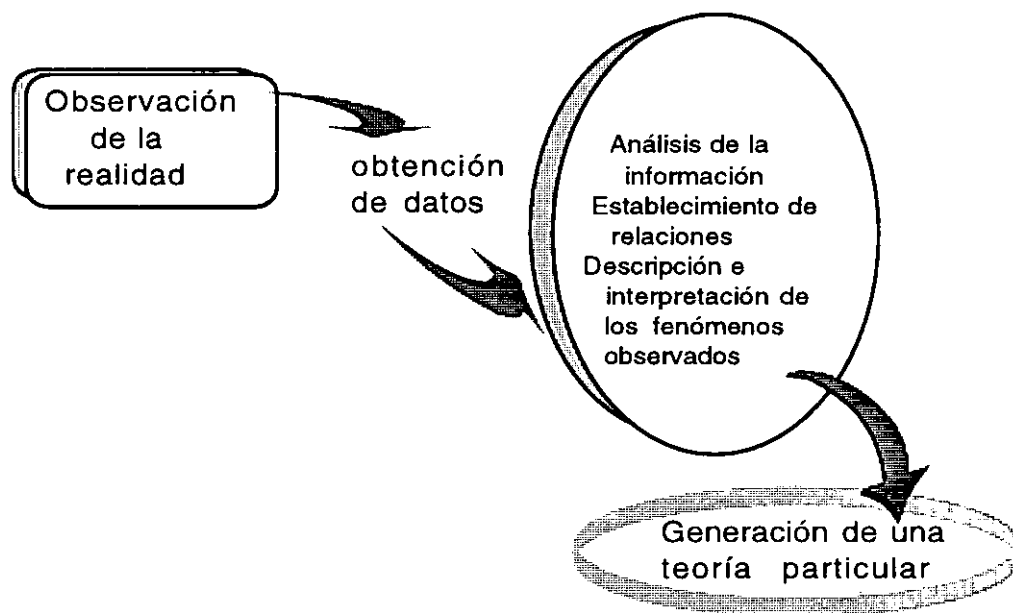 Observación
de la
realidad
obtención
de datos
Análisis de la
información
Establecimiento de
relaciones
Descripción e
interpretación de
los fenómenos
observados
Generación de una
teoría particular